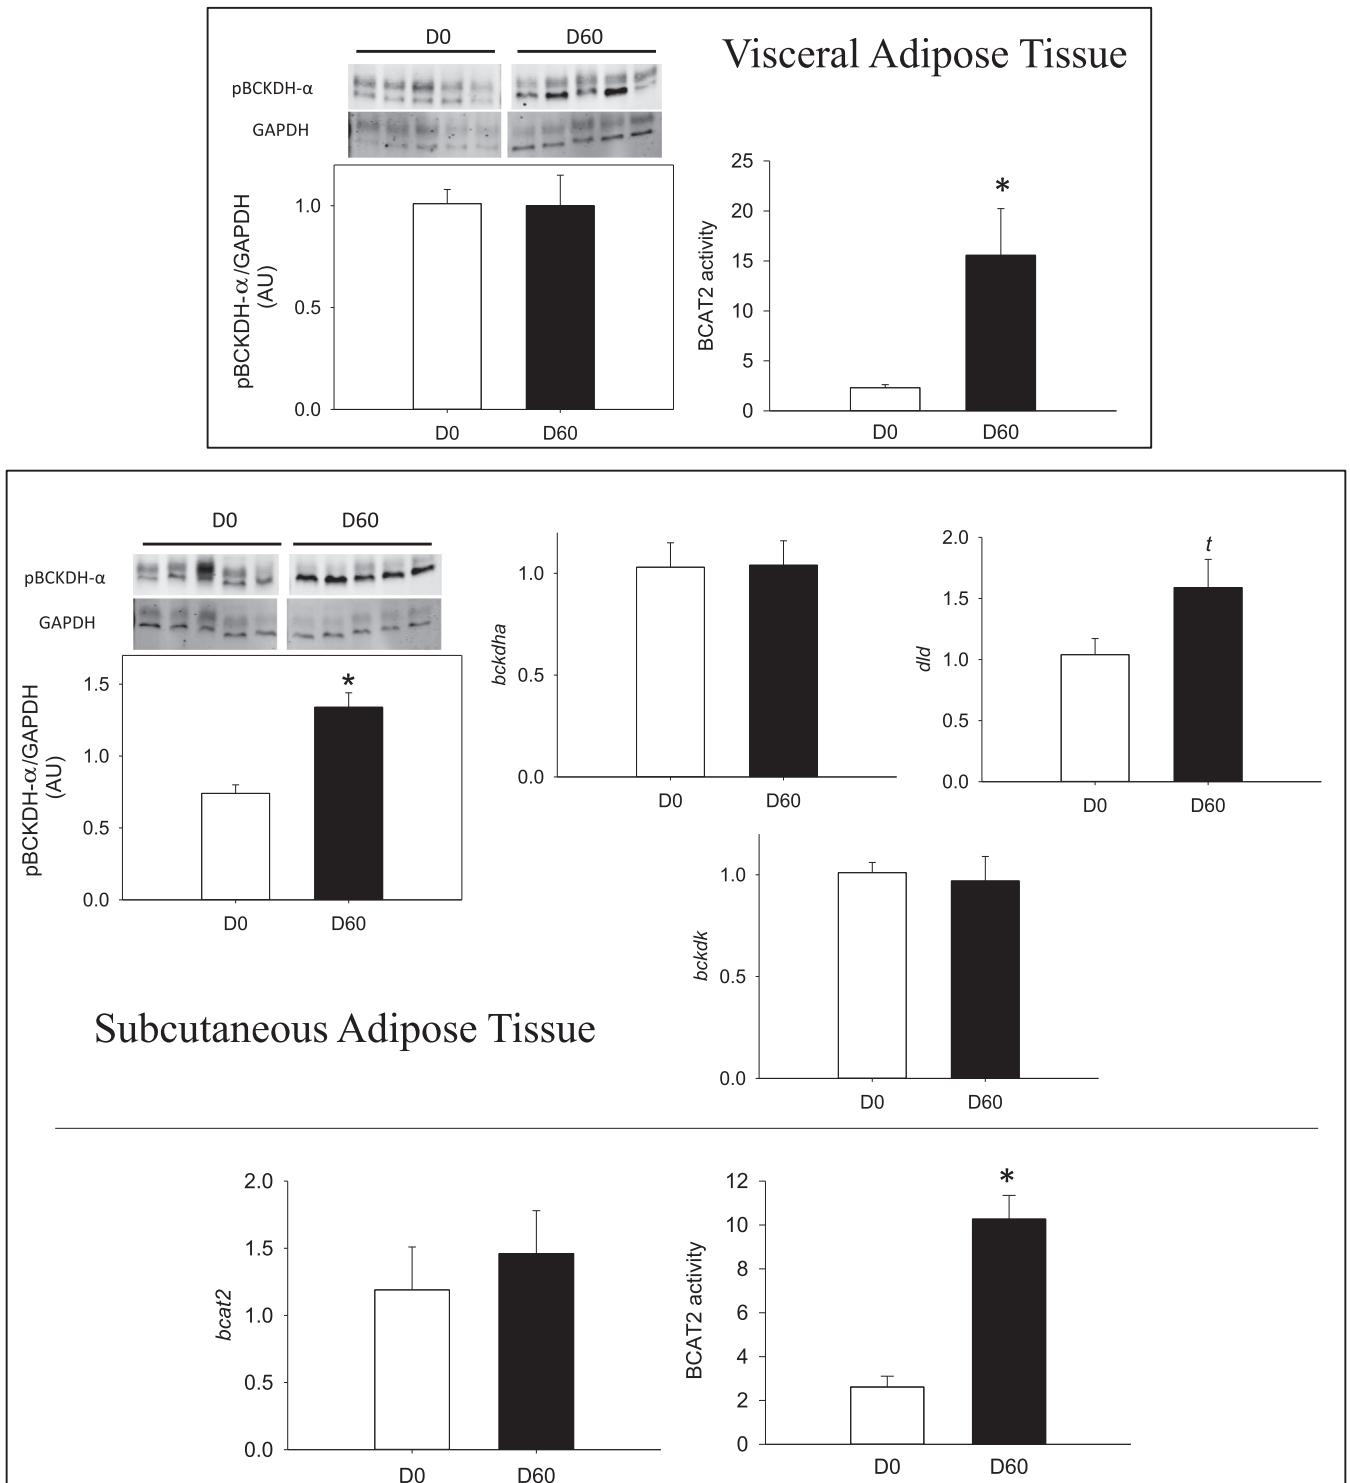 D0 D60
Visceral Adipose Tissue
pBCKDH-α
GAPDH
pBCKDH-α/GAPDH
(AU)
1.0
0.5
0.0
D0 D60
BCAT2 activity
25
20
15
10
5
0
*
D0 D60
D0 D60
pBCKDH-α
GAPDH
pBCKDH-α/GAPDH
(AU)
1.5
1.0
0.5
0.0
*
D0 D60
bckdha
1.0
0.5
0.0
D0 D60
dld
2.0
1.5
1.0
0.5
0.0
t
D0 D60
bckdk
1.0
0.5
0.0
D0 D60
Subcutaneous Adipose Tissue
bcat2
2.0
1.5
1.0
0.5
0.0
D0 D60
BCAT2 activity
12
10
8
6
4
2
0
*
D0 D60